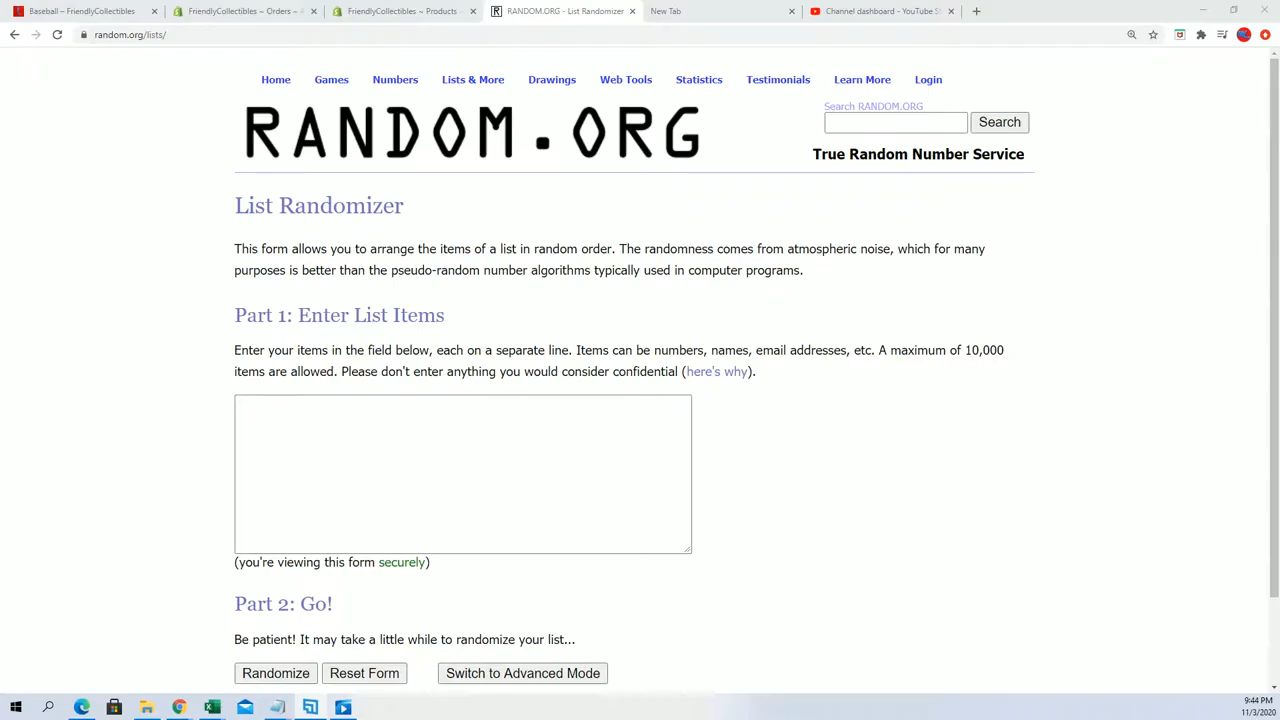 Baseball – FriendlyCollectibles
FriendlyCollectibles ~ Orders ~
FriendlyCollectibles ~ Products
RANDOM.ORG - List Randomizer
New Tab
Channel dashboard - YouTube
random.org/lists/
Home Games Numbers Lists & More Drawings Web Tools Statistics Testimonials Learn More Login
RANDOM.ORG
Search RANDOM.ORG
Search
True Random Number Service
List Randomizer
This form allows you to arrange the items of a list in random order. The randomness comes from atmospheric noise, which for many
purposes is better than the pseudo-random number algorithms typically used in computer programs.
Part 1: Enter List Items
Enter your items in the field below, each on a separate line. Items can be numbers, names, email addresses, etc. A maximum of 10,000
items are allowed. Please don't enter anything you would consider confidential (here's why).
(you're viewing this form securely)
Part 2: Go!
Be patient! It may take a little while to randomize your list...
Randomize Reset Form Switch to Advanced Mode
9:44 PM
11/3/2020